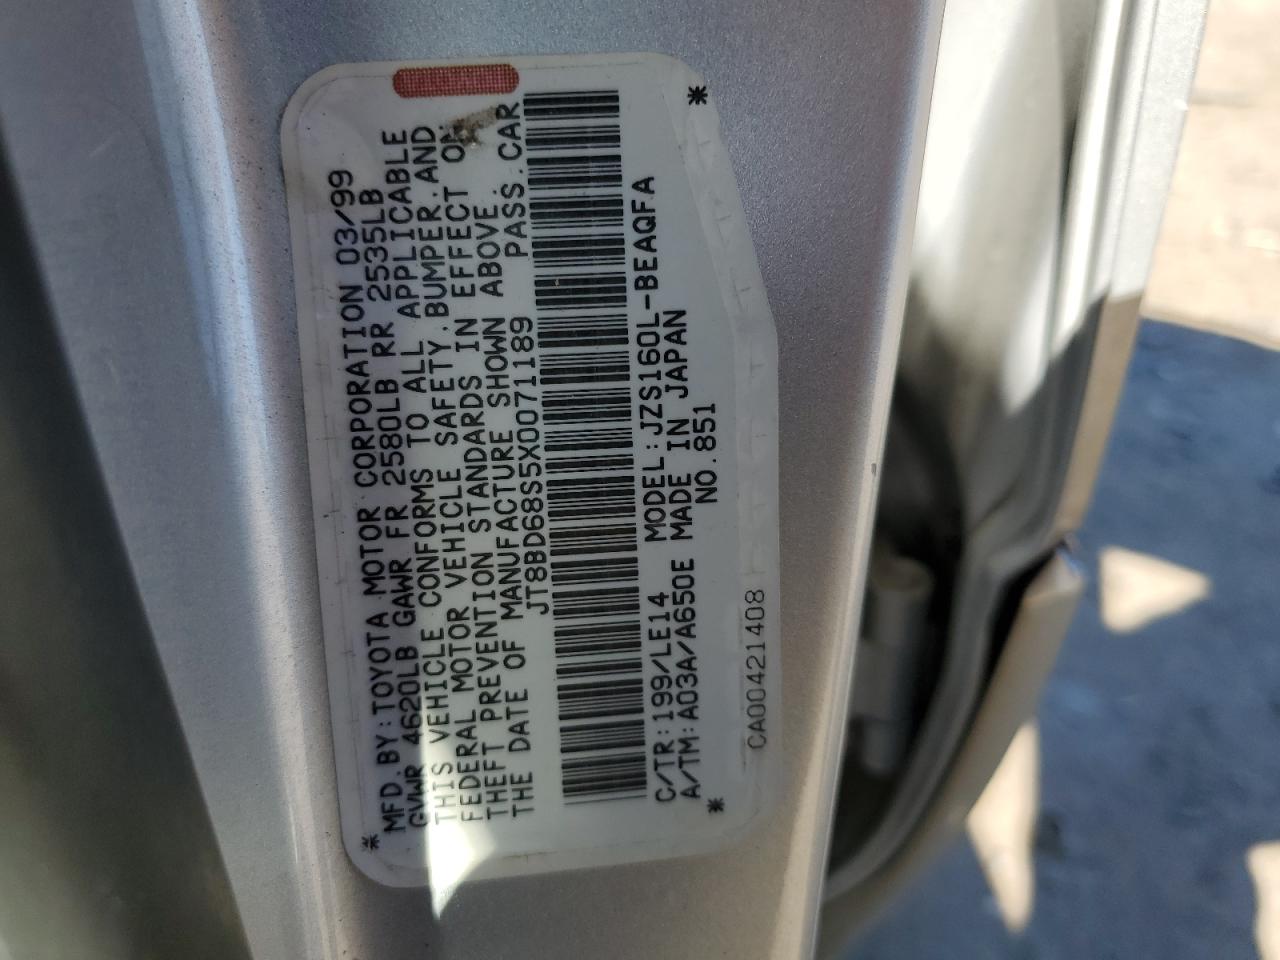 MFD.BY:TOYOTA MOTOR CORPORATION 03/99
GVWR 4620LB GAWR FR 2580LB RR 2535LB
THIS VEHICLE CONFORMS TO ALL APPLICABLE
FEDERAL MOTOR VEHICLE SAFETY,BUMPER,AND
THEFT PREVENTION STANDARDS IN EFFECT ON
THE DATE OF MANUFACTURE SHOWN ABOVE.
JT8BD68S5X0071189 PASS.CAR
C/TR:199/LE14 MODEL:JZS160L-BEAQFA
A/TM:A03A/A650E MADE IN JAPAN
NO.851
CA00421408